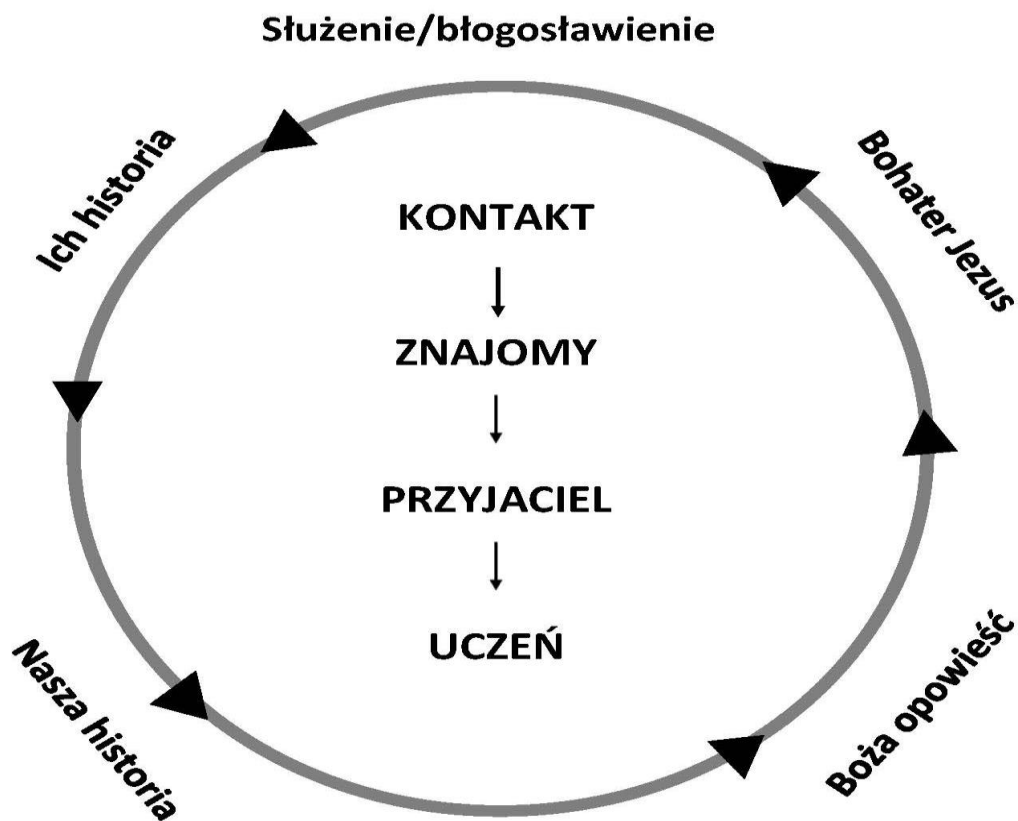 Służenie/błogosławienie
Ich historia
Bohater Jezus
KONTAKT
ZNAJOMY
PRZYJACIEL
UCZEŃ
Nasza historia
Boża opowieść